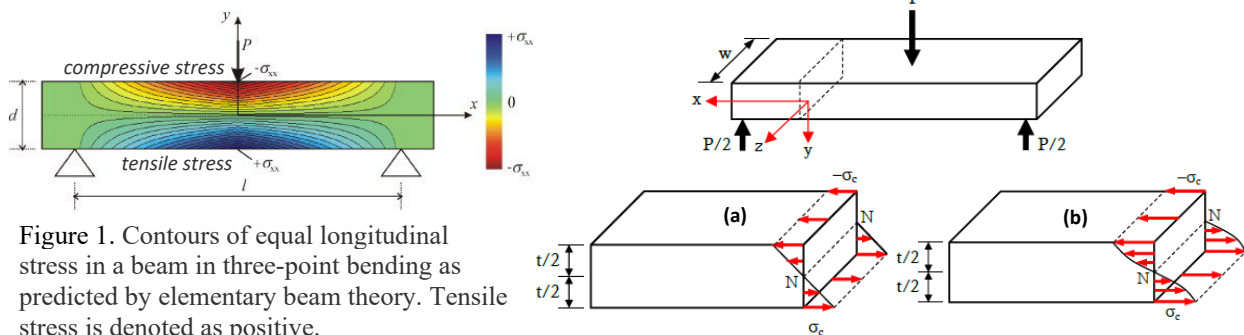 y
P
compressive stress
-σxx
+σxx
0
-σxx
d
x
tensile stress
+σxx
l
Figure 1. Contours of equal longitudinal
stress in a beam in three-point bending as
predicted by elementary beam theory. Tensile
stress is denoted as positive.
w
x
z
y
P/2
P/2
−σc
(a)
N
t/2
t/2
N
σc
−σc
(b)
N
t/2
t/2
N
σc